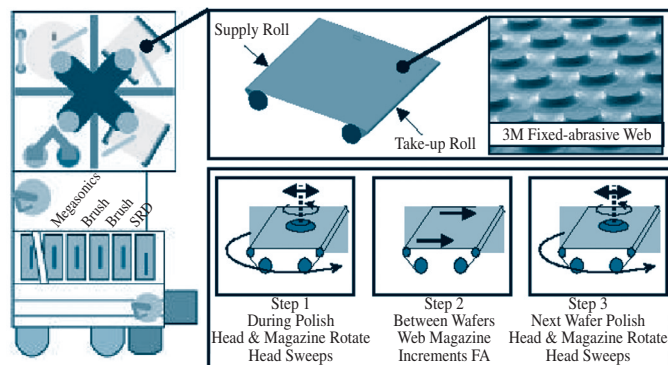 Supply Roll
Take-up Roll
3M Fixed-abrasive Web
Megasonics
Brush
Brush
SRD
Step 1
During Polish
Head & Magazine Rotate
Head Sweeps
Step 2
Between Wafers
Web Magazine
Increments FA
Step 3
Next Wafer Polish
Head & Magazine Rotate
Head Sweeps